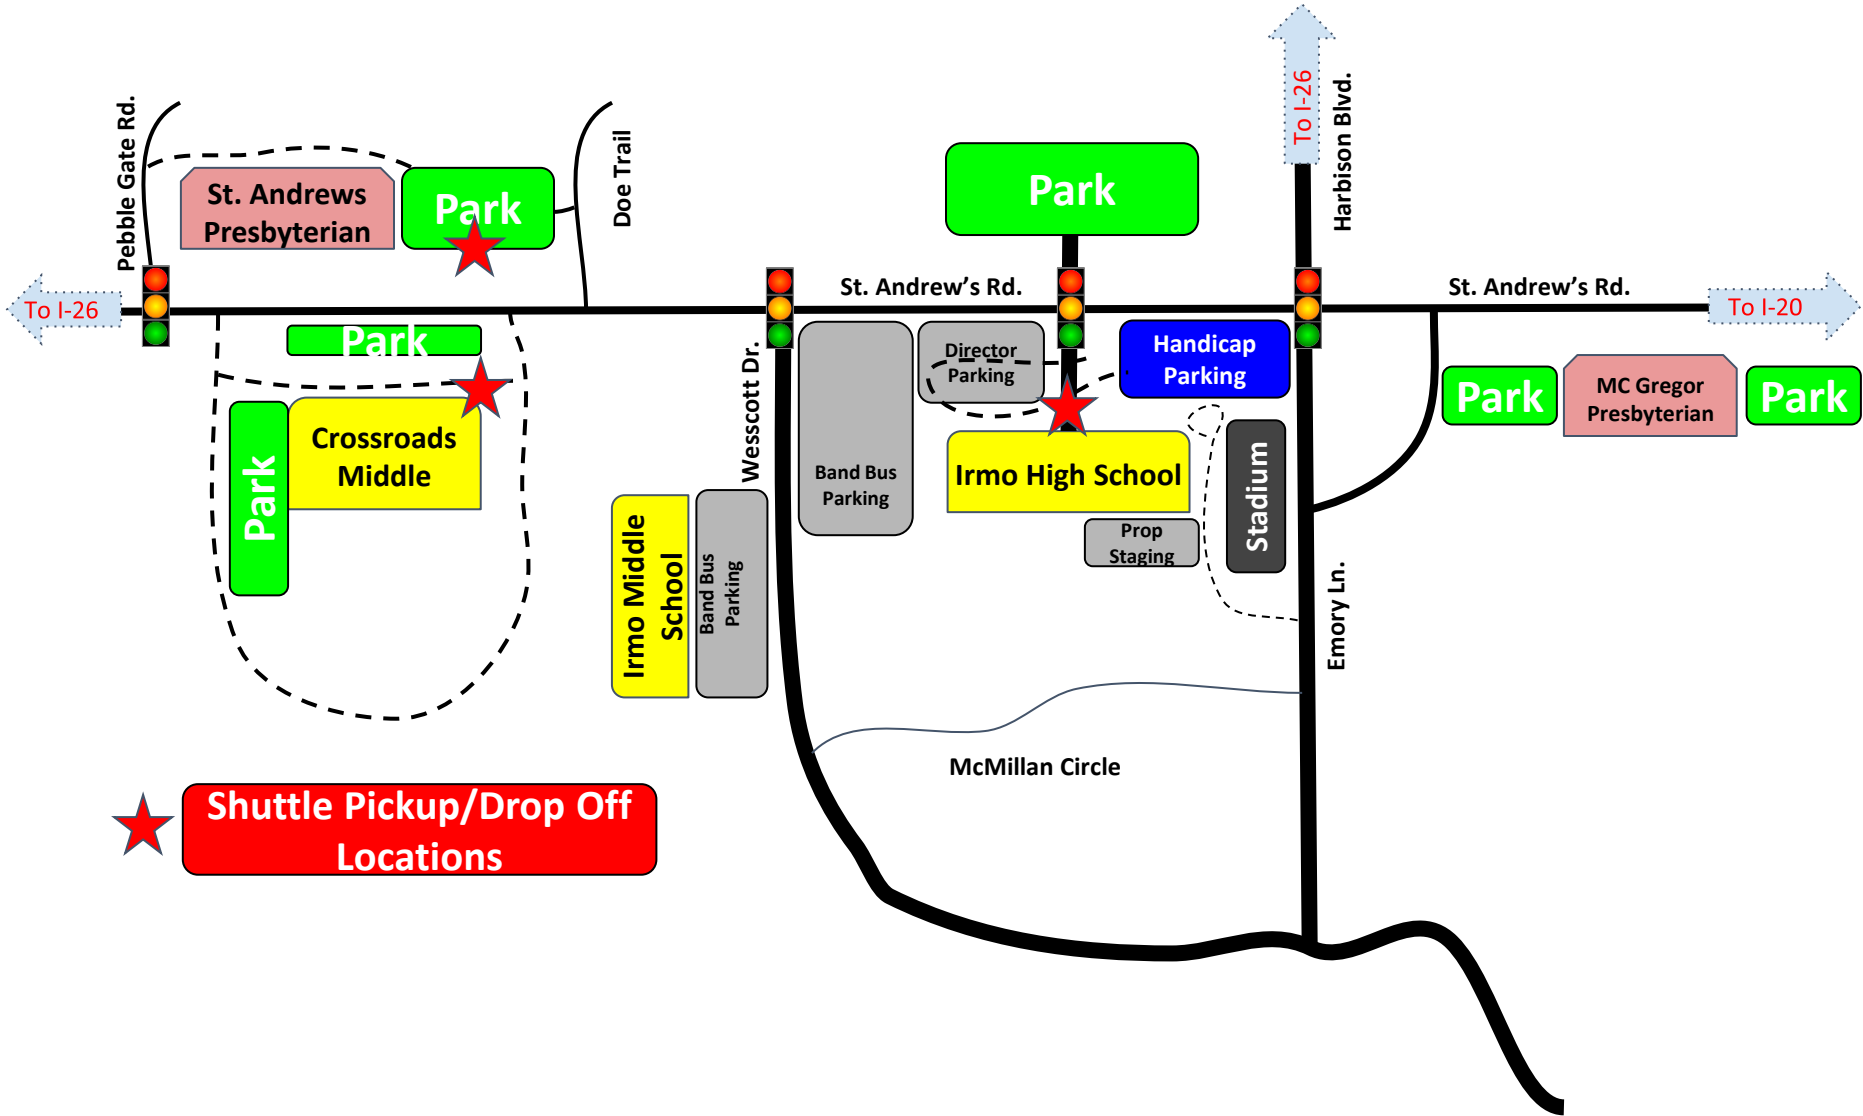 To I-26
Harbison Blvd.
Pebble Gate Rd.
Doe Trail
St. Andrews
Presbyterian
Park
Park
To I-26
St. Andrew's Rd.
St. Andrew's Rd.
To I-20
Park
Director
Parking
Handicap
Parking
Wesscott Dr.
Park
MC Gregor
Presbyterian
Park
Crossroads
Middle
Park
Band Bus
Parking
Irmo High School
Stadium
Prop
Staging
Irmo Middle
School
Band Bus
Parking
Emory Ln.
McMillan Circle
Shuttle Pickup/Drop Off
Locations